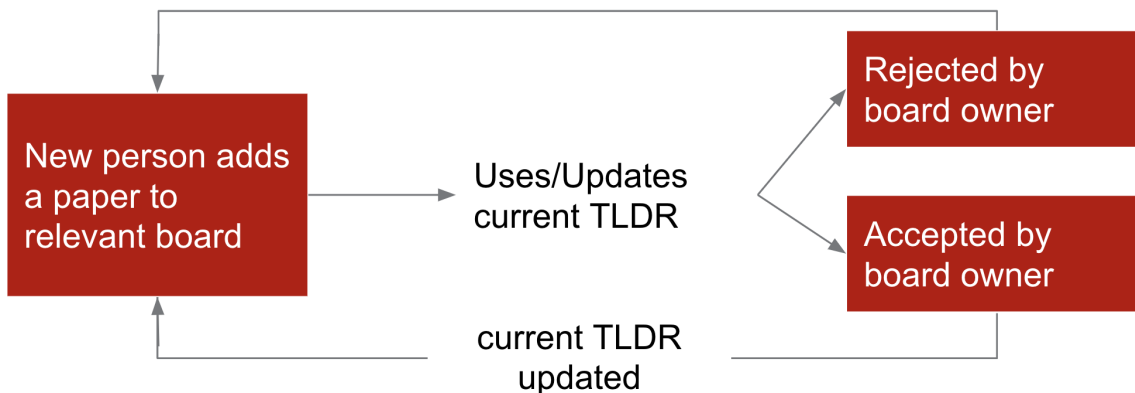 New person adds
a paper to
relevant board
Uses/Updates
current TLDR
Rejected by
board owner
Accepted by
board owner
current TLDR
updated